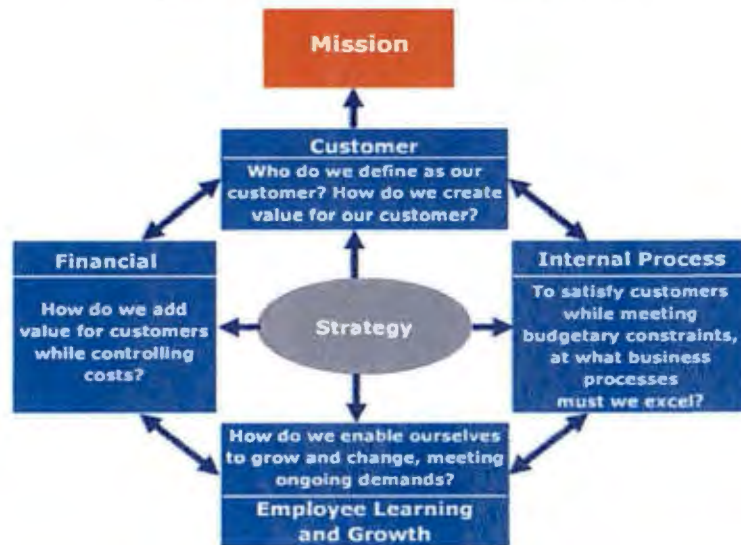 Mission
Customer
Who do we define as our
customer? How do we create
value for our customer?
Financial
How do we add
value for customers
while controlling
costs?
Strategy
Internal Process
To satisfy customers
while meeting
budgetary constraints,
at what business
processes
must we excel?
How do we enable ourselves
to grow and change, meeting
ongoing demands?
Employee Learning
and Growth